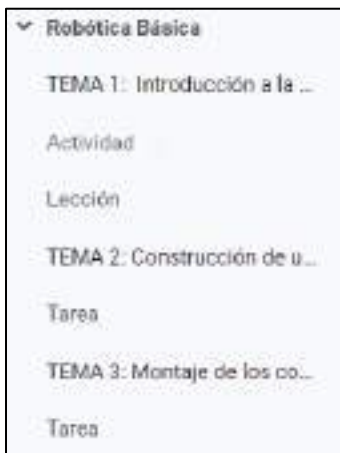 Robótica Básica
TEMA 1: Introducción a la ...
Actividad
Lección
TEMA 2: Construcción de u...
Tarea
TEMA 3: Montaje de los co...
Tarea